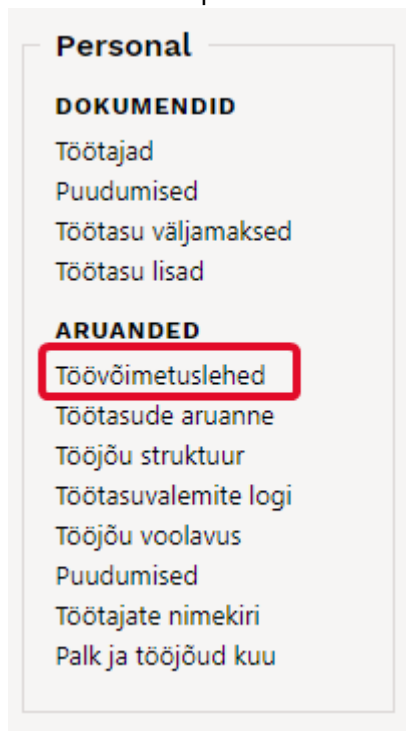 Personal
DOKUMENDID
Töötajad
Puudumised
Töötasu väljamaksed
Töötasu lisad
ARUANDED
Töövõimetuslehed
Töötasude aruanne
Tööjõu struktuur
Töötasuvalemite logi
Tööjõu voolavus
Puudumised
Töötajate nimekiri
Palk ja tööjõud kuu